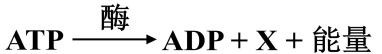 酶
ATP ⟶ ADP + X + 能量